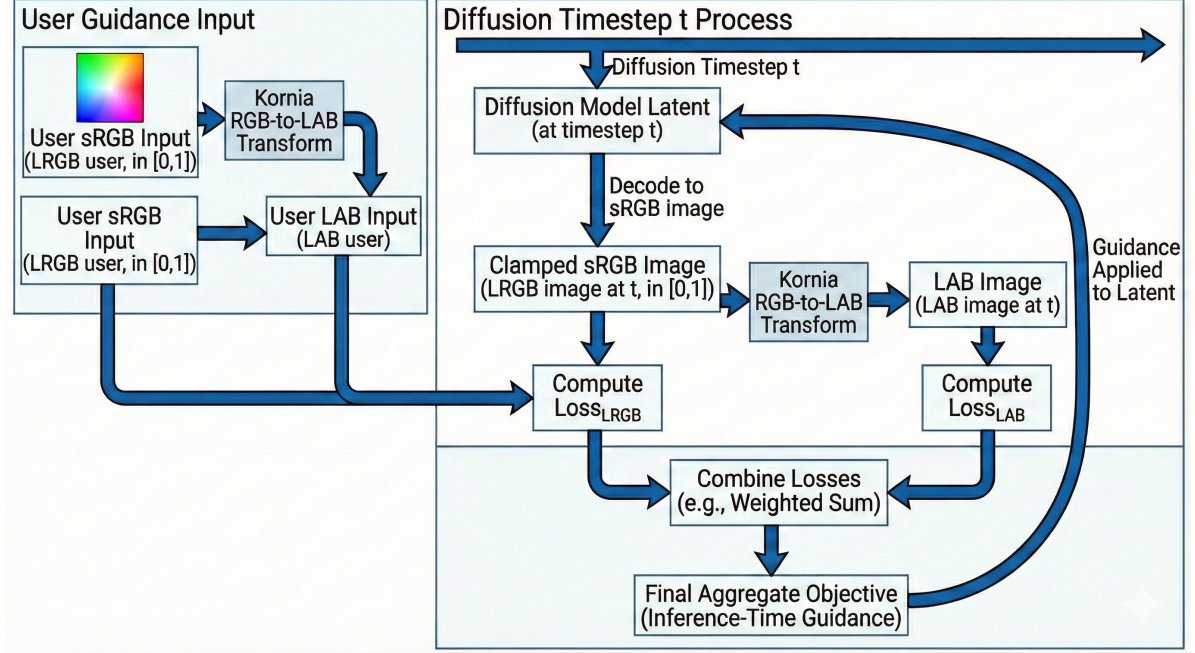 User Guidance Input
User sRGB Input
(LRGB user, in [0,1])
Kornia
RGB-to-LAB
Transform
User sRGB
Input
(LRGB user, in [0,1])
User LAB Input
(LAB user)
Diffusion Timestep t Process
Diffusion Timestep t
Diffusion Model Latent
(at timestep t)
Decode to
sRGB image
Clamped sRGB Image
(LRGB image at t, in [0,1])
Kornia
RGB-to-LAB
Transform
LAB Image
(LAB image at t)
Guidance
Applied
to Latent
Compute
LossLRGB
Compute
LossLAB
Combine Losses
(e.g., Weighted Sum)
Final Aggregate Objective
(Inference-Time Guidance)